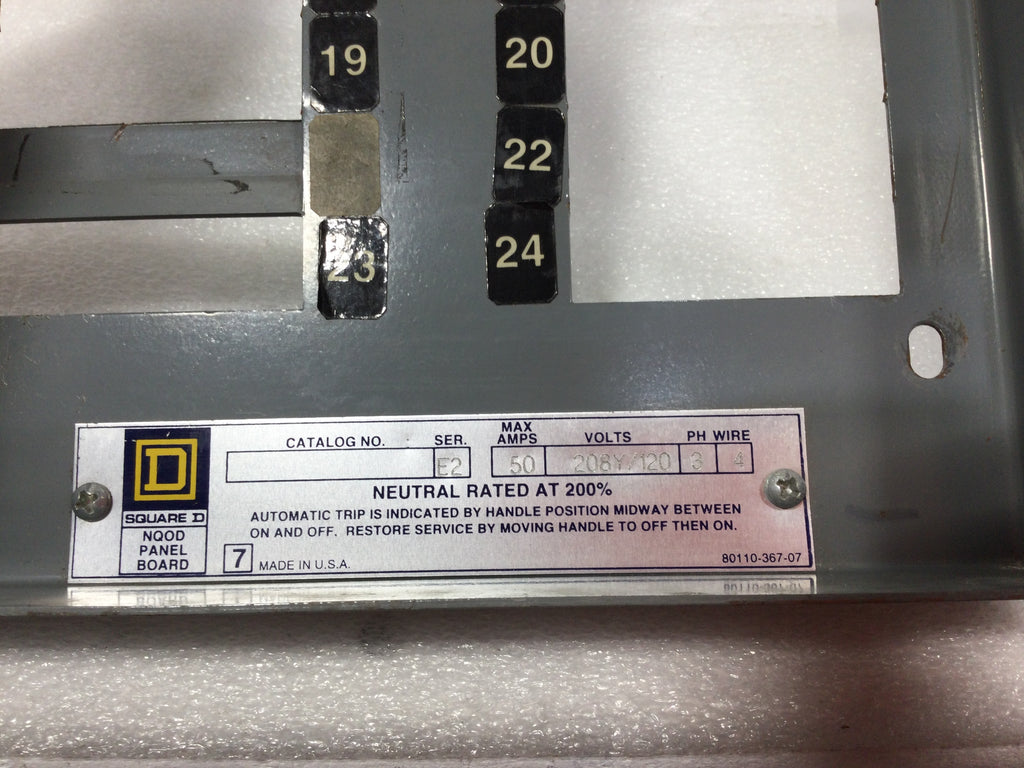 19 20
22
23 24
CATALOG NO. SER. MAX AMPS VOLTS PH WIRE
E2 50 208Y/120 3 4
D
SQUARE D
NQOD
PANEL
BOARD
NEUTRAL RATED AT 200%
AUTOMATIC TRIP IS INDICATED BY HANDLE POSITION MIDWAY BETWEEN
ON AND OFF. RESTORE SERVICE BY MOVING HANDLE TO OFF THEN ON.
7 MADE IN U.S.A. 80110-367-07